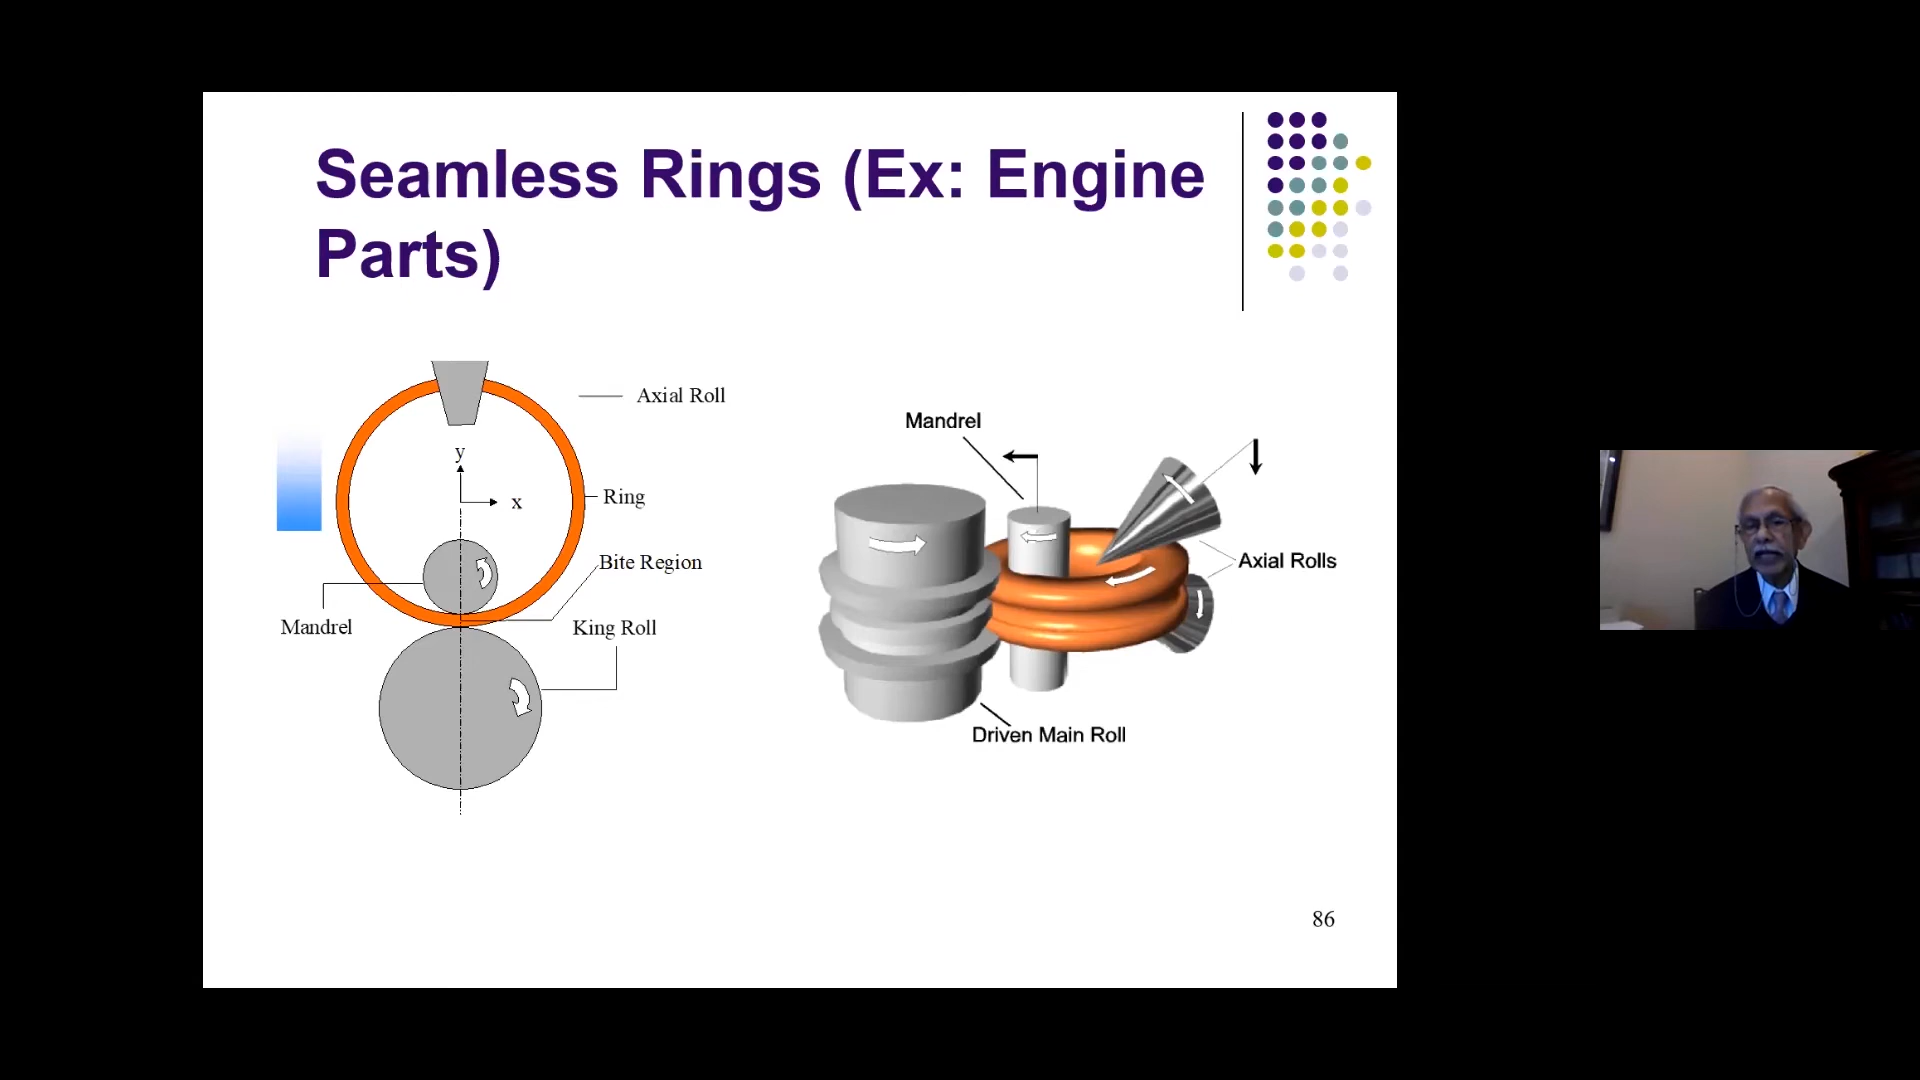 Seamless Rings (Ex: Engine
Parts)
Axial Roll
y
x
Ring
Bite Region
Mandrel
King Roll
Mandrel
Axial Rolls
Driven Main Roll
86